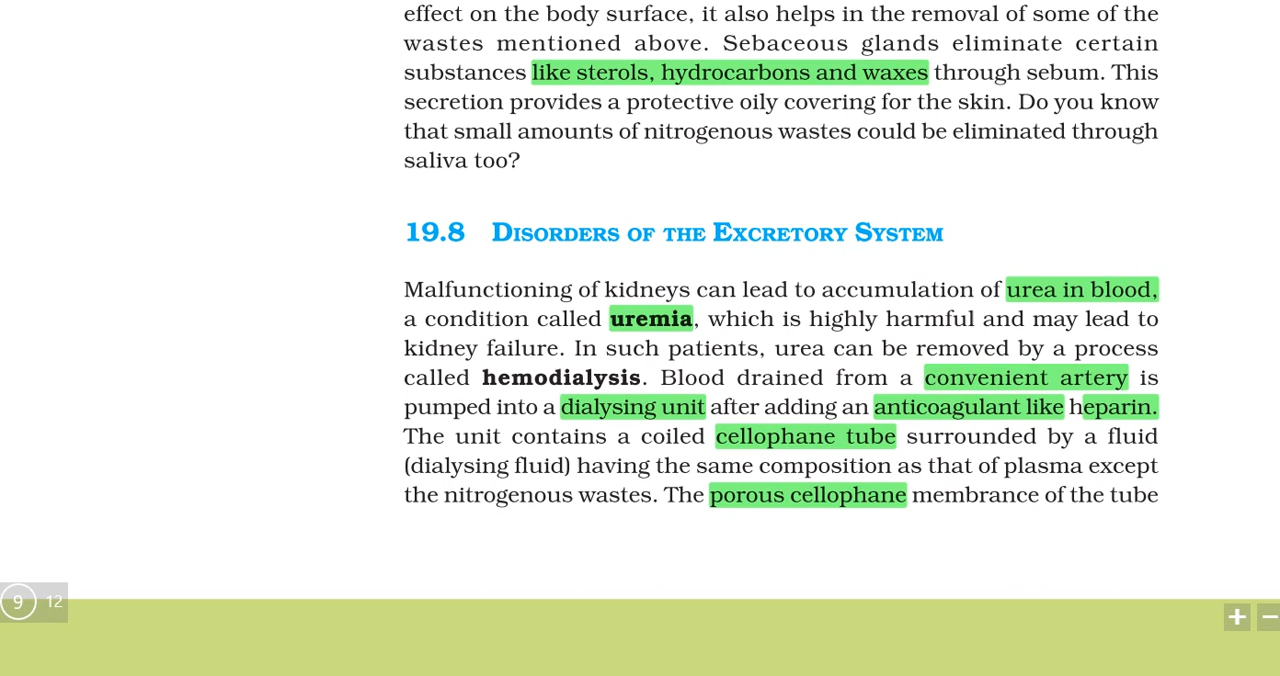 effect on the body surface, it also helps in the removal of some of the
wastes mentioned above. Sebaceous glands eliminate certain
substances like sterols, hydrocarbons and waxes through sebum. This
secretion provides a protective oily covering for the skin. Do you know
that small amounts of nitrogenous wastes could be eliminated through
saliva too?
19.8 Disorders of the Excretory System
Malfunctioning of kidneys can lead to accumulation of urea in blood,
a condition called uremia, which is highly harmful and may lead to
kidney failure. In such patients, urea can be removed by a process
called hemodialysis. Blood drained from a convenient artery is
pumped into a dialysing unit after adding an anticoagulant like heparin.
The unit contains a coiled cellophane tube surrounded by a fluid
(dialysing fluid) having the same composition as that of plasma except
the nitrogenous wastes. The porous cellophane membrance of the tube
9 12
+ −